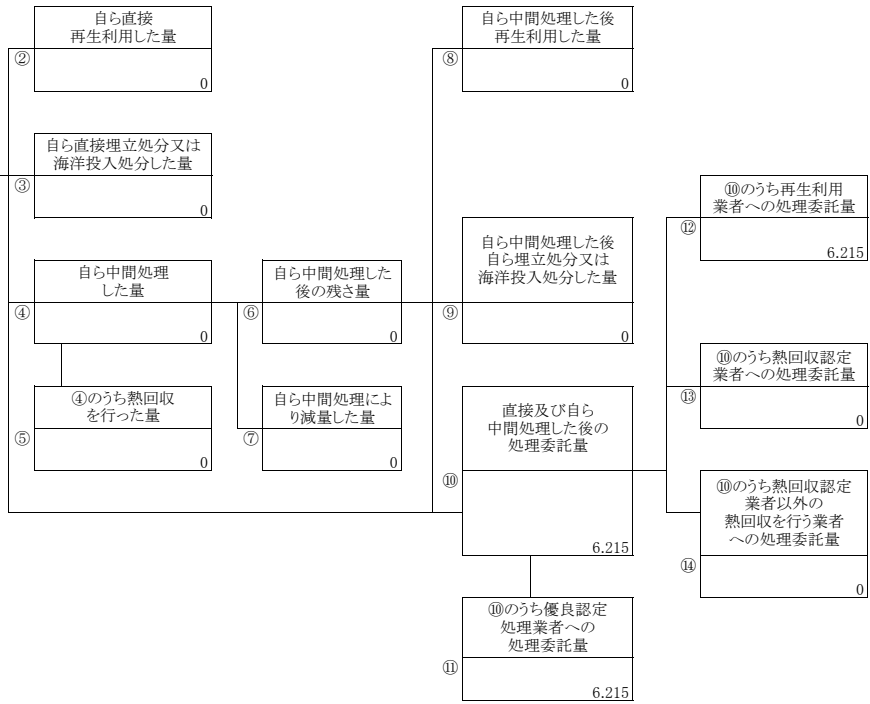 自ら直接
再生利用した量
②
0
自ら直接埋立処分又は
海洋投入処分した量
③
0
自ら中間処理
した量
④
0
④のうち熱回収
を行った量
⑤
0
自ら中間処理した
後の残さ量
⑥
0
自ら中間処理によ
り減量した量
⑦
0
自ら中間処理した後
再生利用した量
⑧
0
自ら中間処理した後
自ら埋立処分又は
海洋投入処分した量
⑨
0
直接及び自ら
中間処理した後の
処理委託量
⑩
6.215
⑩のうち優良認定
処理業者への
処理委託量
⑪
6.215
⑩のうち再生利用
業者への処理委託量
⑫
6.215
⑩のうち熱回収認定
業者への処理委託量
⑬
0
⑩のうち熱回収認定
業者以外の
熱回収を行う業者
への処理委託量
⑭
0